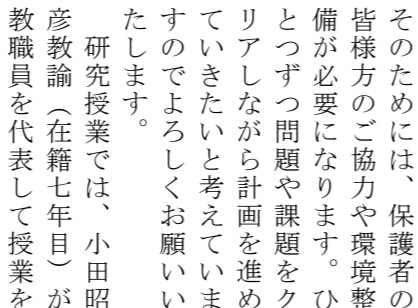 そのためには、保護者の
皆様方のご協力や環境整
備が必要になります。ひ
とつずつ問題や課題をク
リアしながら計画を進め
ていきたいと考えていま
すのでよろしくお願いい
たします。
　研究授業では、小田昭
彦教諭（在籍七年目）が
教職員を代表して授業を